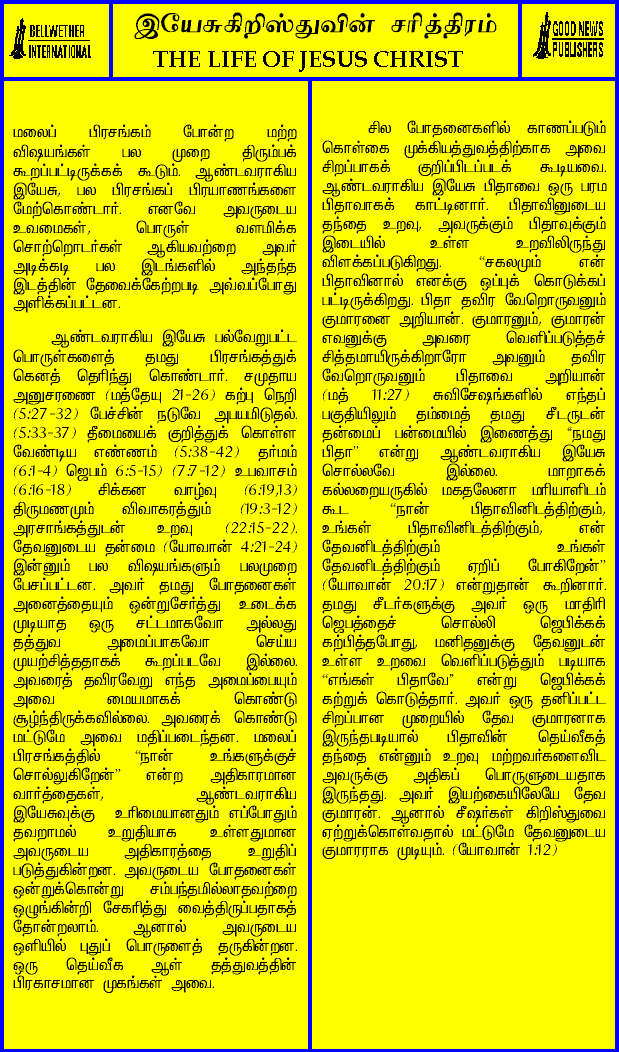 BELLWETHER
INTERNATIONAL
இயேசுகிறிஸ்துவின் சரித்திரம்
THE LIFE OF JESUS CHRIST
GOOD NEWS
PUBLISHERS
மலைப் பிரசங்கம் போன்ற மற்ற
விஷயங்கள் பல முறை திரும்பக்
கூறப்பட்டிருக்கக் கூடும். ஆண்டவராகிய
இயேசு, பல பிரசங்கப் பிரயாணங்களை
மேற்கொண்டார். எனவே அவருடைய
உவமைகள், பொருள் வளமிக்க
சொற்றொடர்கள் ஆகியவற்றை அவர்
அடிக்கடி பல இடங்களில் அந்தந்த
இடத்தின் தேவைக்கேற்றபடி அவ்வப்போது
அளிக்கப்பட்டன.
ஆண்டவராகிய இயேசு பல்வேறுபட்ட
பொருள்களைத் தமது பிரசங்கத்துக்
கெனத் தெரிந்து கொண்டார். சமுதாய
அனுசரணை (மத்தேயு 21-26) கற்பு நெறி
(5:27-32) பேச்சின் நடுவே அபயமிடுதல்.
(5:33-37) தீமையைக் குறித்துக் கொள்ள
வேண்டிய எண்ணம் (5:38-42) தர்மம்
(6:1-4) ஜெபம் 6:5-15) (7:7-12) உபவாசம்
(6:16-18) சிக்கன வாழ்வு (6:19,13)
திருமணமும் விவாகரத்தும் (19:3-12)
அரசாங்கத்துடன் உறவு (22:15-22).
தேவனுடைய தன்மை (யோவான் 4:21-24)
இன்னும் பல விஷயங்களும் பலமுறை
பேசப்பட்டன. அவர் தமது போதனைகள்
அனைத்தையும் ஒன்றுசேர்த்து உடைக்க
முடியாத ஒரு சட்டமாகவோ அல்லது
தத்துவ அமைப்பாகவோ செய்ய
முயற்சித்ததாகக் கூறப்படவே இல்லை.
அவரைத் தவிரவேறு எந்த அமைப்பையும்
அவை மையமாகக் கொண்டு
சூழ்ந்திருக்கவில்லை. அவரைக் கொண்டு
மட்டுமே அவை மதிப்படைந்தன. மலைப்
பிரசங்கத்தில் “நான் உங்களுக்குச்
சொல்லுகிறேன்” என்ற அதிகாரமான
வார்த்தைகள், ஆண்டவராகிய
இயேசுவுக்கு உரிமையானதும் எப்போதும்
தவறாமல் உறுதியாக உள்ளதுமான
அவருடைய அதிகாரத்தை உறுதிப்
படுத்துகின்றன. அவருடைய போதனைகள்
ஒன்றுக்கொன்று சம்பந்தமில்லாதவற்றை
ஒழுங்கின்றி சேகரித்து வைத்திருப்பதாகத்
தோன்றலாம். ஆனால் அவருடைய
ஒளியில் புதுப் பொருளைத் தருகின்றன.
ஒரு தெய்வீக ஆள் தத்துவத்தின்
பிரகாசமான முகங்கள் அவை.
சில போதனைகளில் காணப்படும்
கொள்கை முக்கியத்துவத்திற்காக அவை
சிறப்பாகக் குறிப்பிடப்படக் கூடியவை.
ஆண்டவராகிய இயேசு பிதாவை ஒரு பரம
பிதாவாகக் காட்டினார். பிதாவினுடைய
தந்தை உறவு, அவருக்கும் பிதாவுக்கும்
இடையில் உள்ள உறவிலிருந்து
விளக்கப்படுகிறது. “சகலமும் என்
பிதாவினால் எனக்கு ஒப்புக் கொடுக்கப்
பட்டிருக்கிறது. பிதா தவிர வேறொருவனும்
குமாரனை அறியான். குமாரனும், குமாரன்
எவனுக்கு அவரை வெளிப்படுத்தச்
சித்தமாயிருக்கிறாரோ அவனும் தவிர
வேறொருவனும் பிதாவை அறியான்
(மத் 11:27) சுவிசேஷங்களில் எந்தப்
பகுதியிலும் தம்மைத் தமது சீடருடன்
தன்மைப் பன்மையில் இணைத்து “நமது
பிதா” என்று ஆண்டவராகிய இயேசு
சொல்லவே இல்லை. மாறாகக்
கல்லறையருகில் மகதலேனா மரியாளிடம்
கூட “நான் பிதாவினிடத்திற்கும்,
உங்கள் பிதாவினிடத்திற்கும், என்
தேவனிடத்திற்கும் உங்கள்
தேவனிடத்திற்கும் ஏறிப் போகிறேன்”
(யோவான் 20:17) என்றுதான் கூறினார்.
தமது சீடர்களுக்கு அவர் ஒரு மாதிரி
ஜெபத்தைச் சொல்லி ஜெபிக்கக்
கற்பித்தபோது, மனிதனுக்கு தேவனுடன்
உள்ள உறவை வெளிப்படுத்தும் படியாக
“எங்கள் பிதாவே” என்று ஜெபிக்கக்
கற்றுக் கொடுத்தார். அவர் ஒரு தனிப்பட்ட
சிறப்பான முறையில் தேவ குமாரனாக
இருந்தபடியால் பிதாவின் தெய்வீகத்
தந்தை என்னும் உறவு மற்றவர்களைவிட
அவருக்கு அதிகப் பொருளுடையதாக
இருந்தது. அவர் இயற்கையிலேயே தேவ
குமாரன். ஆனால் சீஷர்கள் கிறிஸ்துவை
ஏற்றுக்கொள்வதால் மட்டுமே தேவனுடைய
குமாரராக முடியும். (யோவான் 1:12)